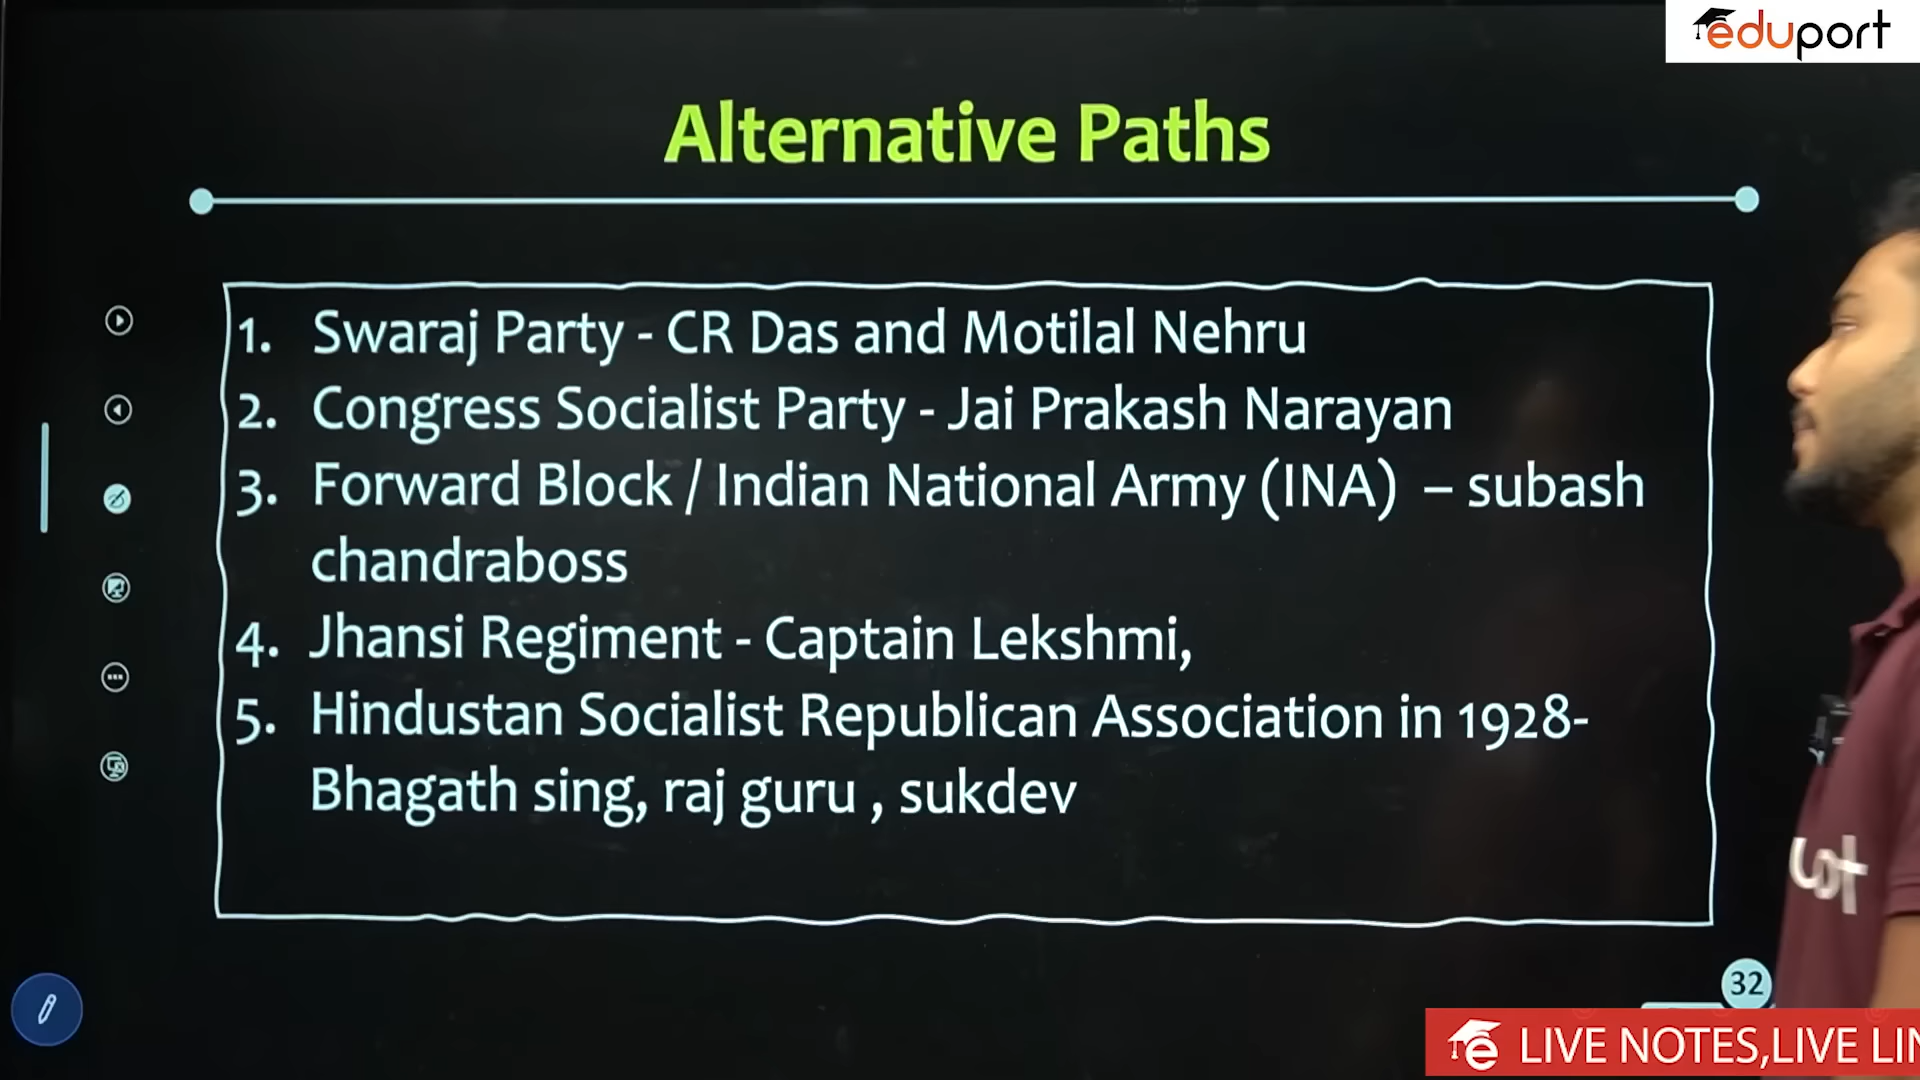 eduport
Alternative Paths
1. Swaraj Party - CR Das and Motilal Nehru
2. Congress Socialist Party - Jai Prakash Narayan
3. Forward Block / Indian National Army (INA) – subash
chandraboss
4. Jhansi Regiment - Captain Lekshmi,
5. Hindustan Socialist Republican Association in 1928-
Bhagath sing, raj guru , sukdev
32
LIVE NOTES,LIVE